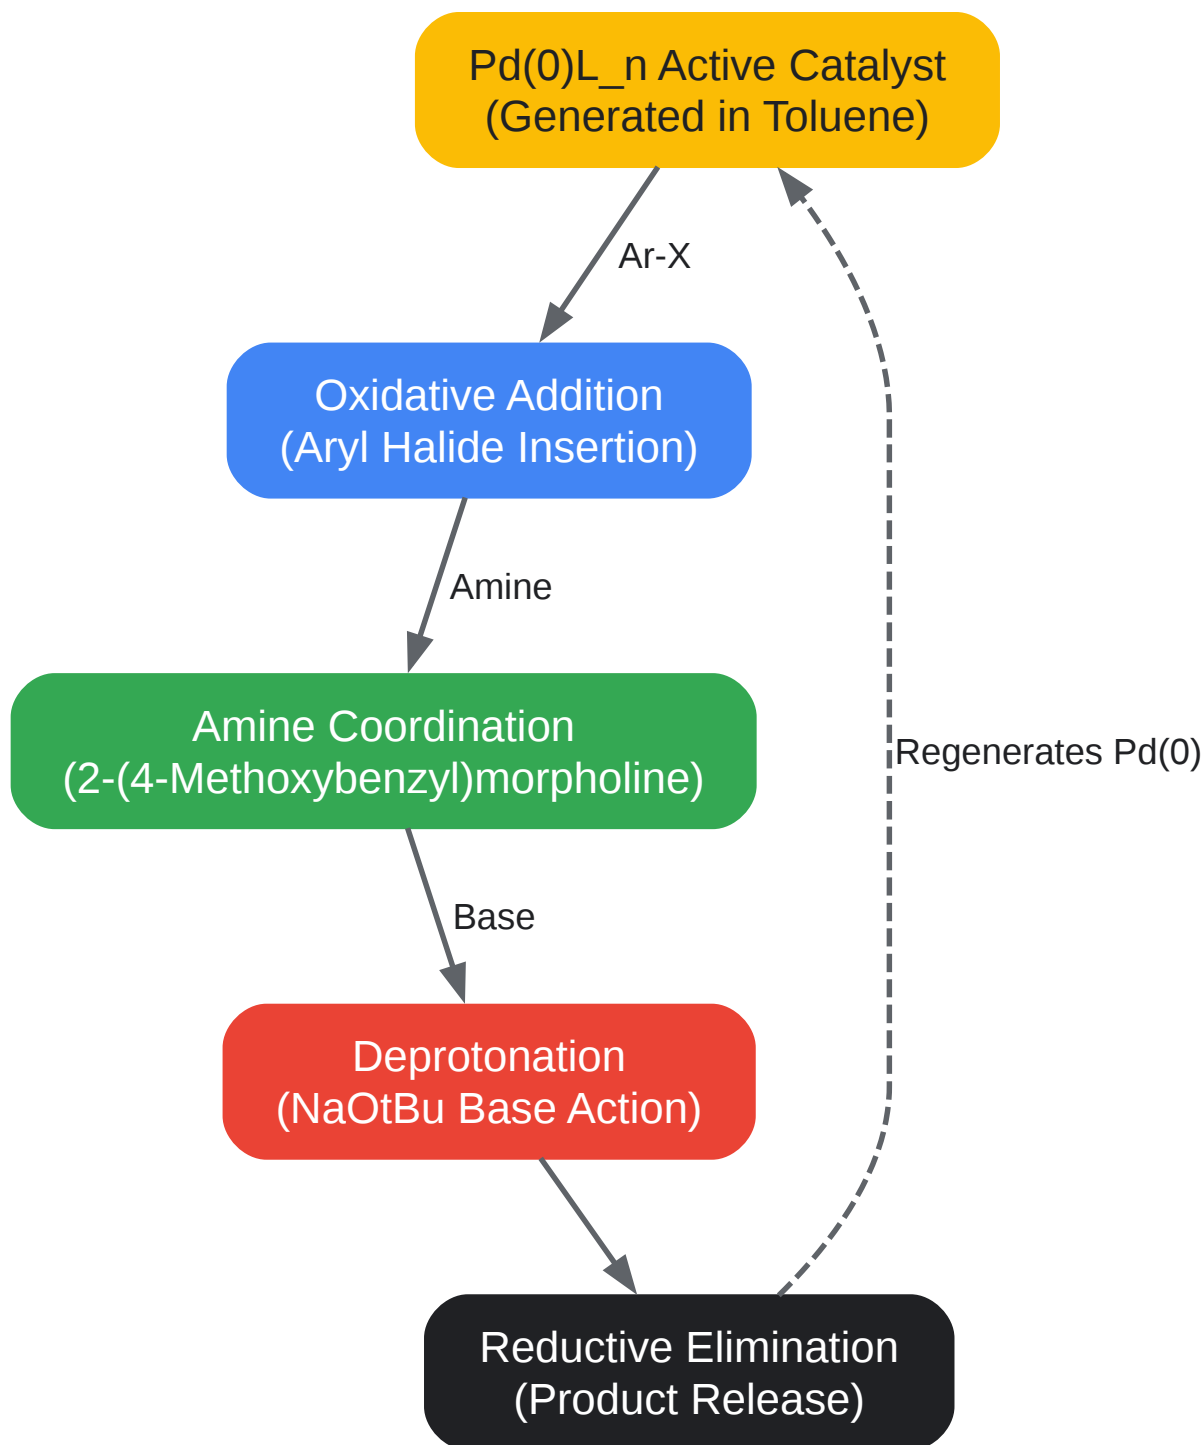 Pd(0)L_n Active Catalyst
(Generated in Toluene)
Ar-X
Oxidative Addition
(Aryl Halide Insertion)
Amine
Amine Coordination
(2-(4-Methoxybenzyl)morpholine)
Regenerates Pd(0)
Base
Deprotonation
(NaOtBu Base Action)
Reductive Elimination
(Product Release)